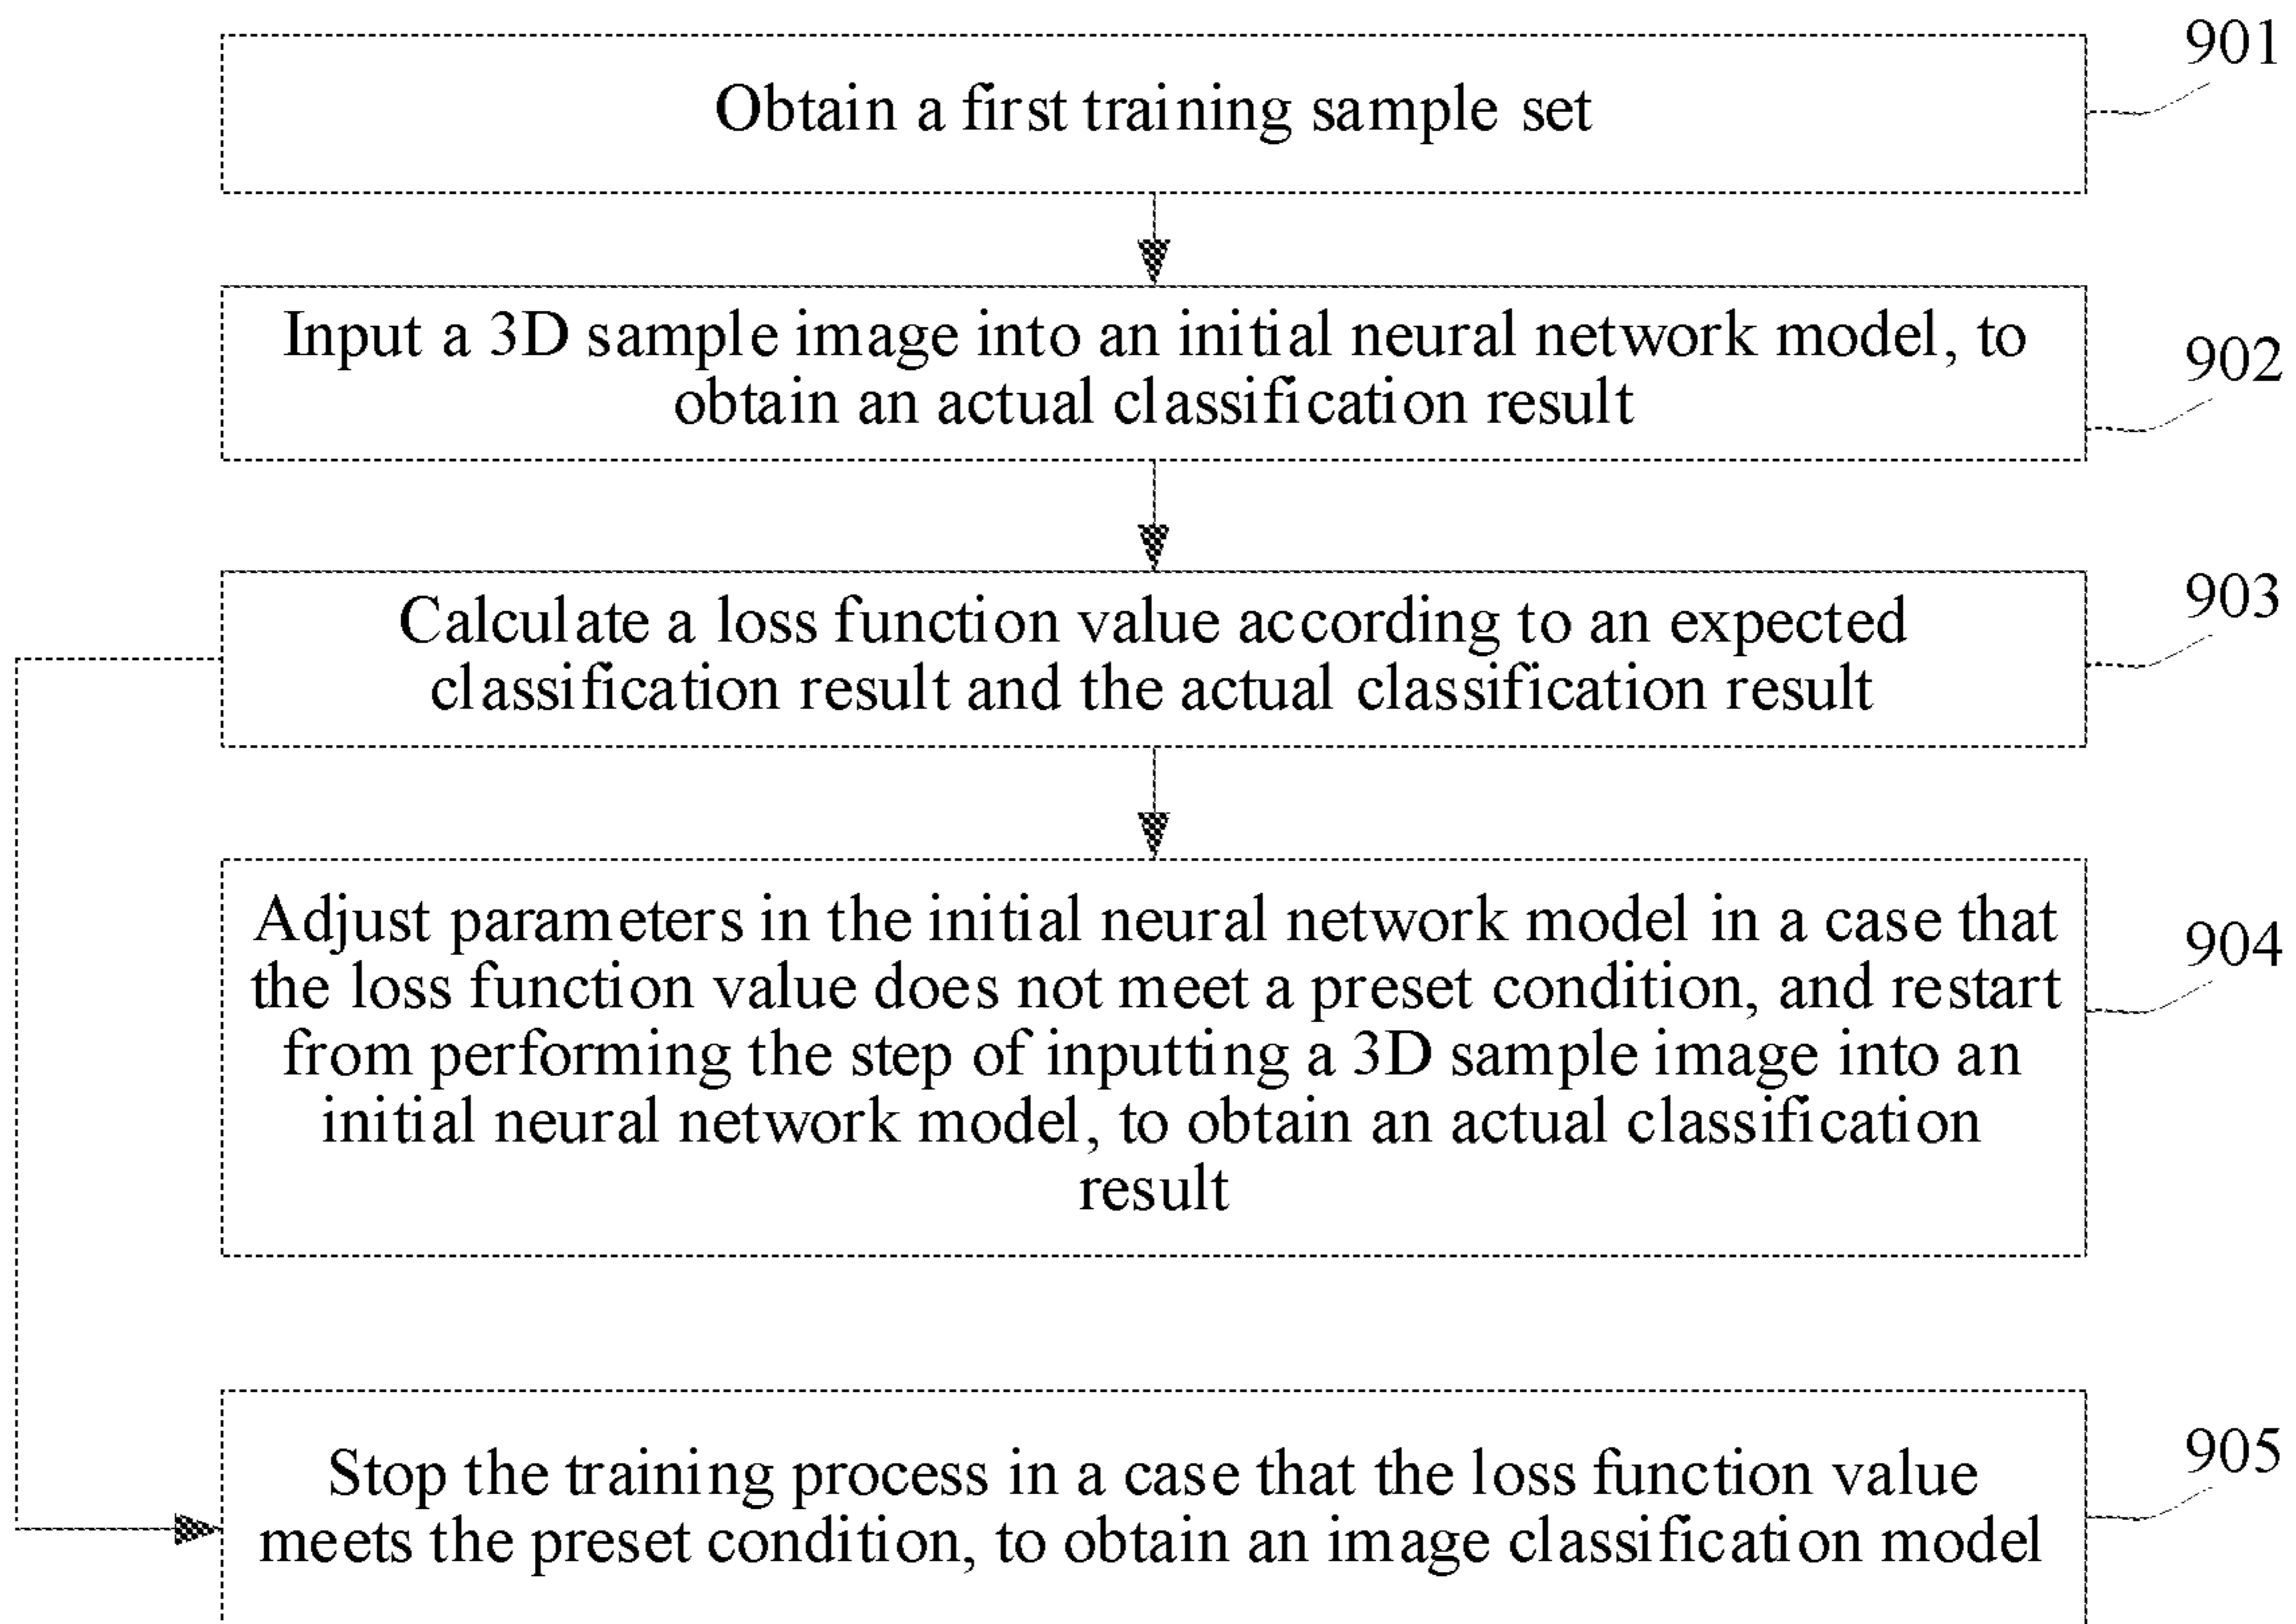 901
Obtain a first training sample set
Input a 3D sample image into an initial neural network model, to
obtain an actual classification result
902
Calculate a loss function value according to an expected
classification result and the actual classification result
903
Adjust parameters in the initial neural network model in a case that
the loss function value does not meet a preset condition, and restart
from performing the step of inputting a 3D sample image into an
initial neural network model, to obtain an actual classification
result
904
Stop the training process in a case that the loss function value
meets the preset condition, to obtain an image classification model
905